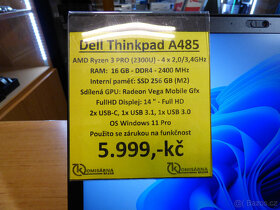 Dell Thinkpad A485
AMD Ryzen 3 PRO (2300U) - 4 x 2,0/3,4GHz
RAM: 16 GB - DDR4 - 2400 MHz
Interní paměť: SSD 256 GB (M2)
Sdílená GPU: Radeon Vega Mobile Gfx
FullHD Displej: 14 " - Full HD
2x USB-C, 1x USB 3.1, 1x USB 3.0
OS Windows 11 Pro
Použito se zárukou na funkčnost
5.999,-kč
KOMISÁRNA
KOMISÁRNA